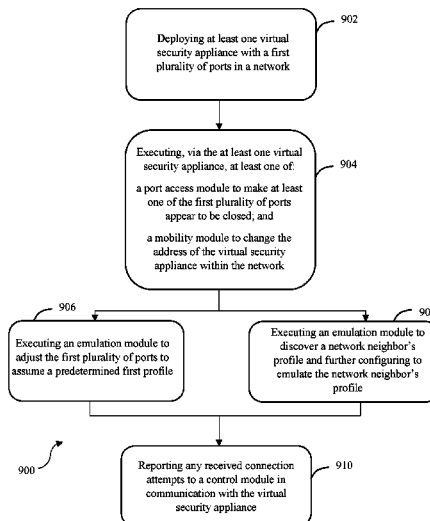 902
Deploying at least one virtual
security appliance with a first
plurality of ports in a network
904
Executing, via the at least one virtual
security appliance, at least one of:
a port access module to make at least
one of the first plurality of ports
appear to be closed; and
a mobility module to change the
address of the virtual security
appliance within the network
906
Executing an emulation module to
adjust the first plurality of ports to
assume a predetermined first profile
Executing an emulation module to
discover a network neighbor's
profile and further configuring to
emulate the network neighbor's
profile
900
Reporting any received connection
attempts to a control module in
communication with the virtual
security appliance
910